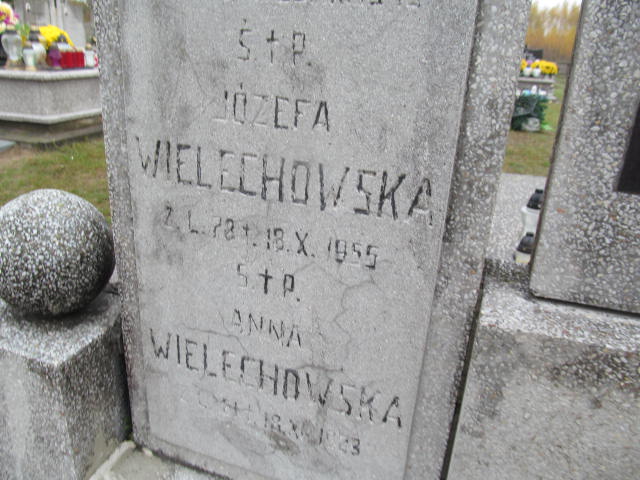 Ś † P.
JÓZEFA
WIELECHOWSKA
Ż. L. 78 †. 18. X. 1955
Ś † P.
ANNA
WIELECHOWSKA